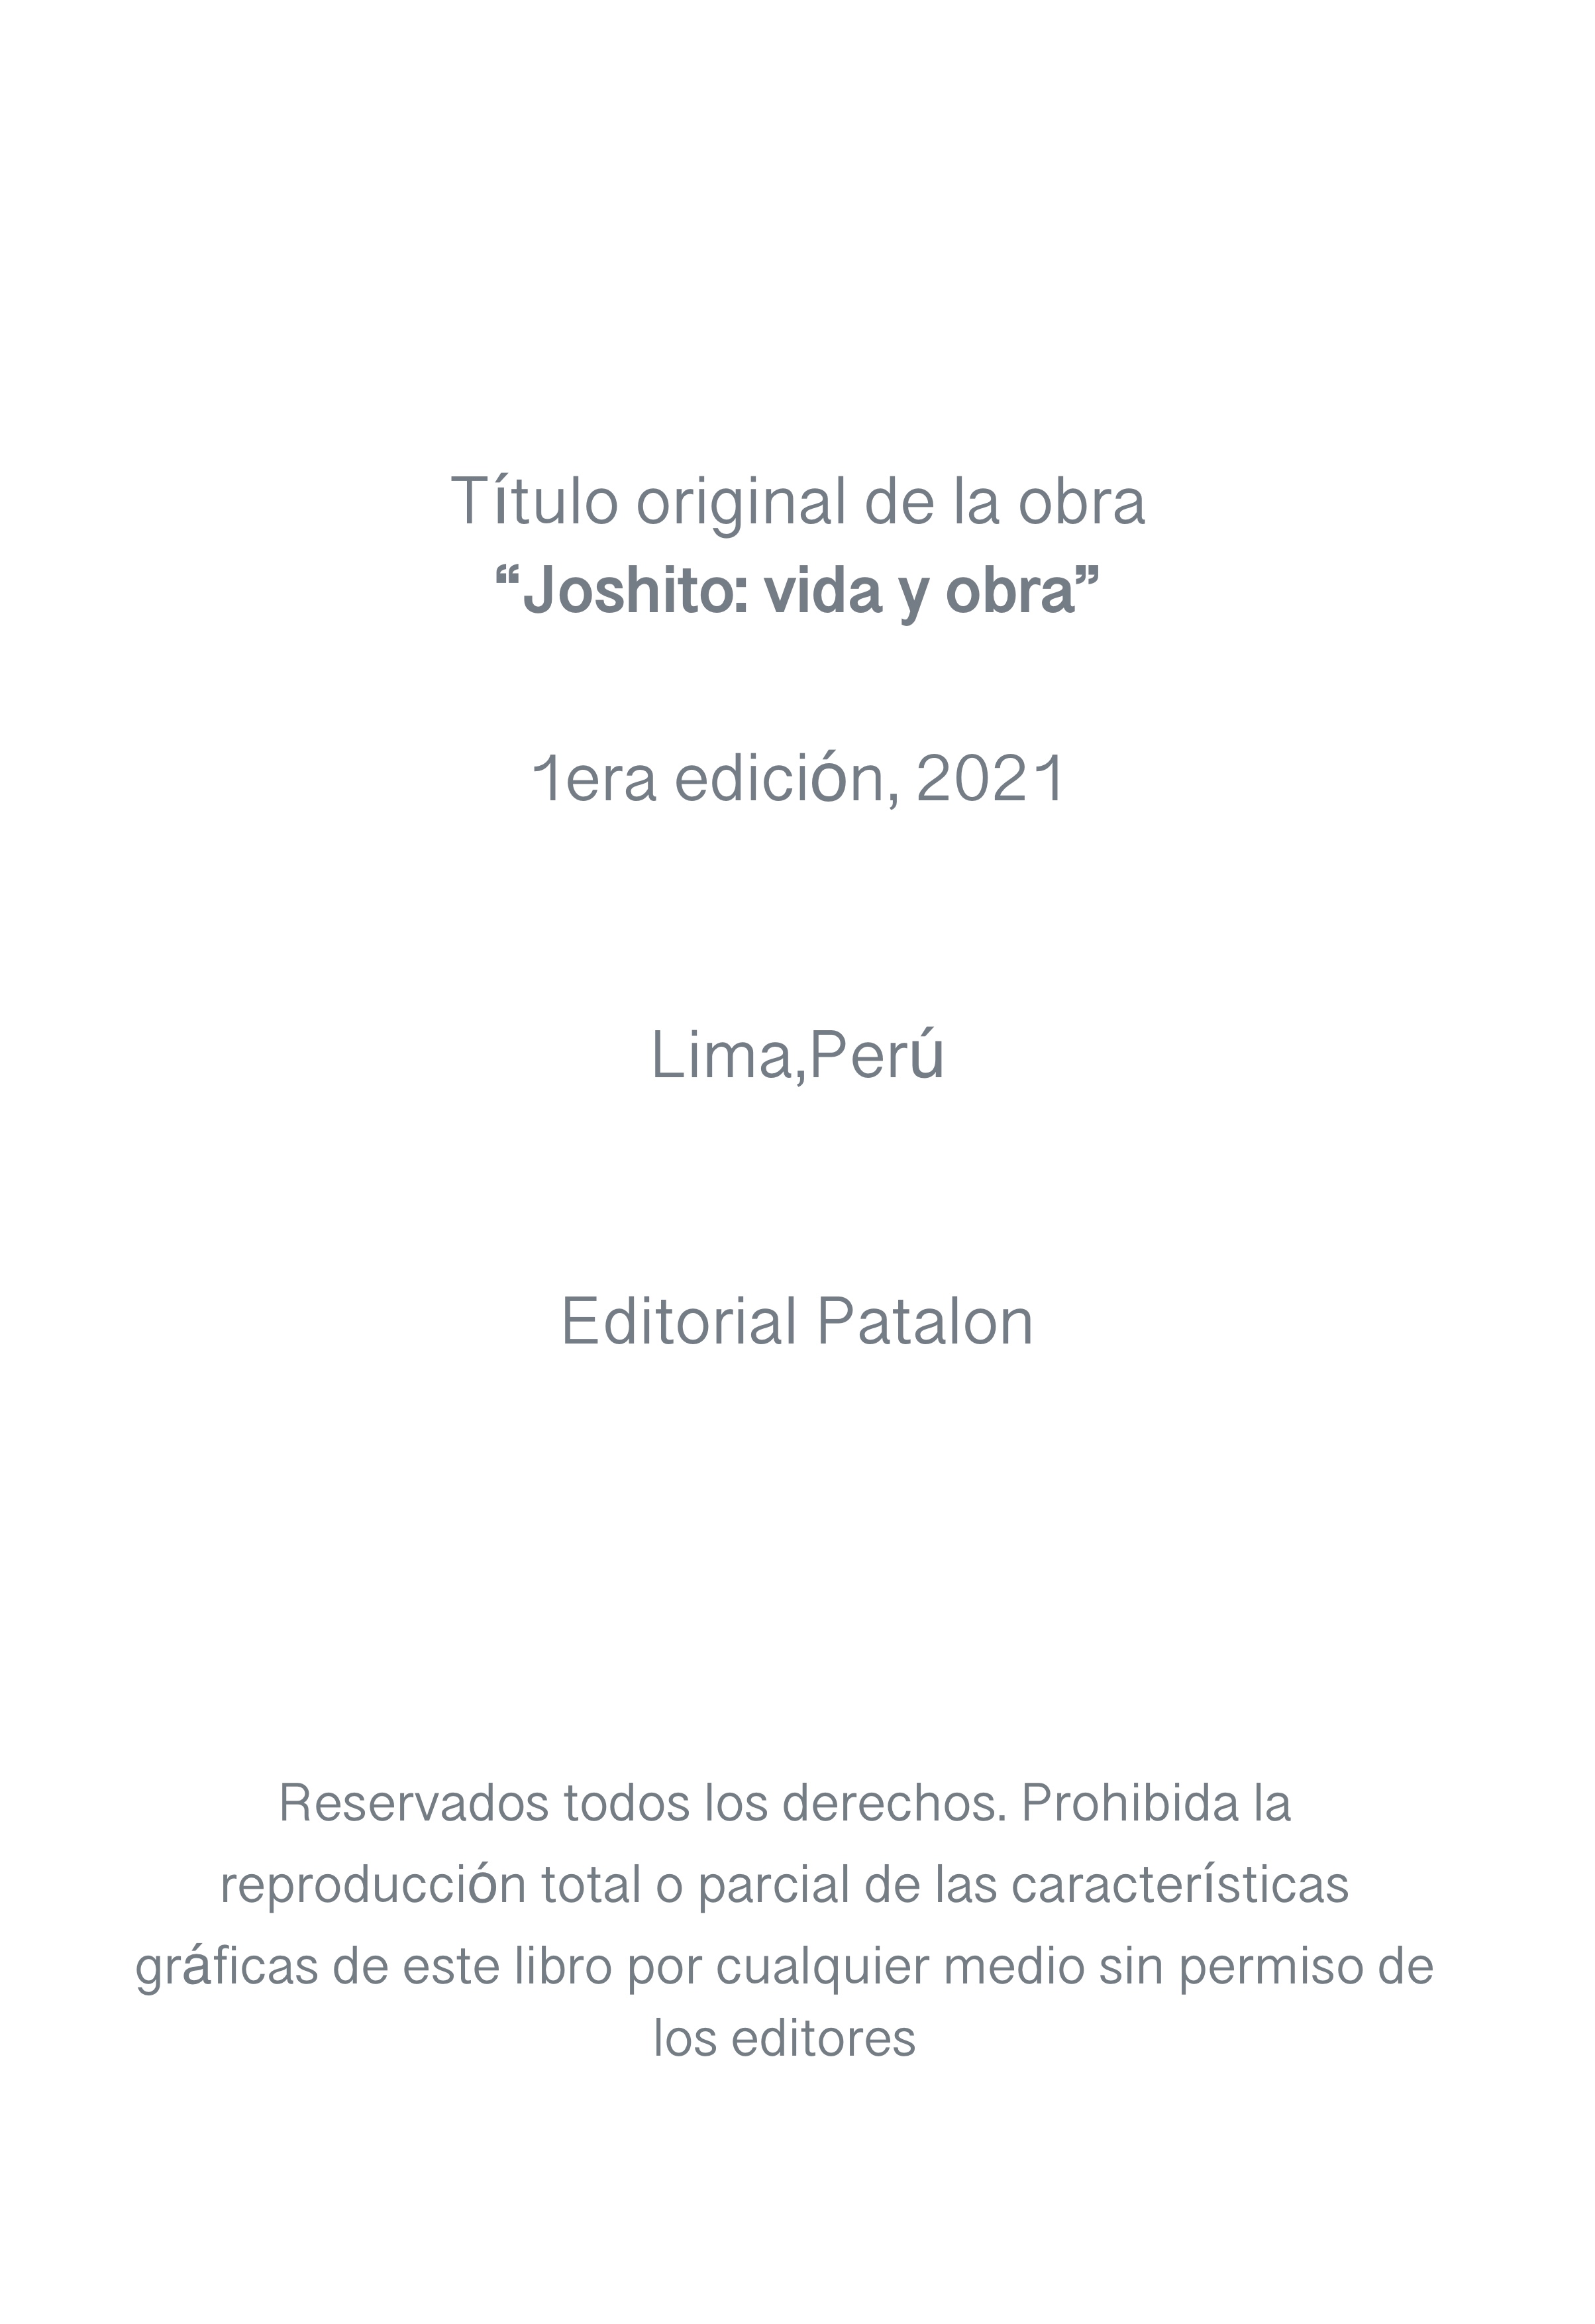 Título original de la obra
“Joshito: vida y obra”
1era edición, 2021
Lima,Perú
Editorial Patalon
Reservados todos los derechos. Prohibida la
reproducción total o parcial de las características
gráficas de este libro por cualquier medio sin permiso de
los editores